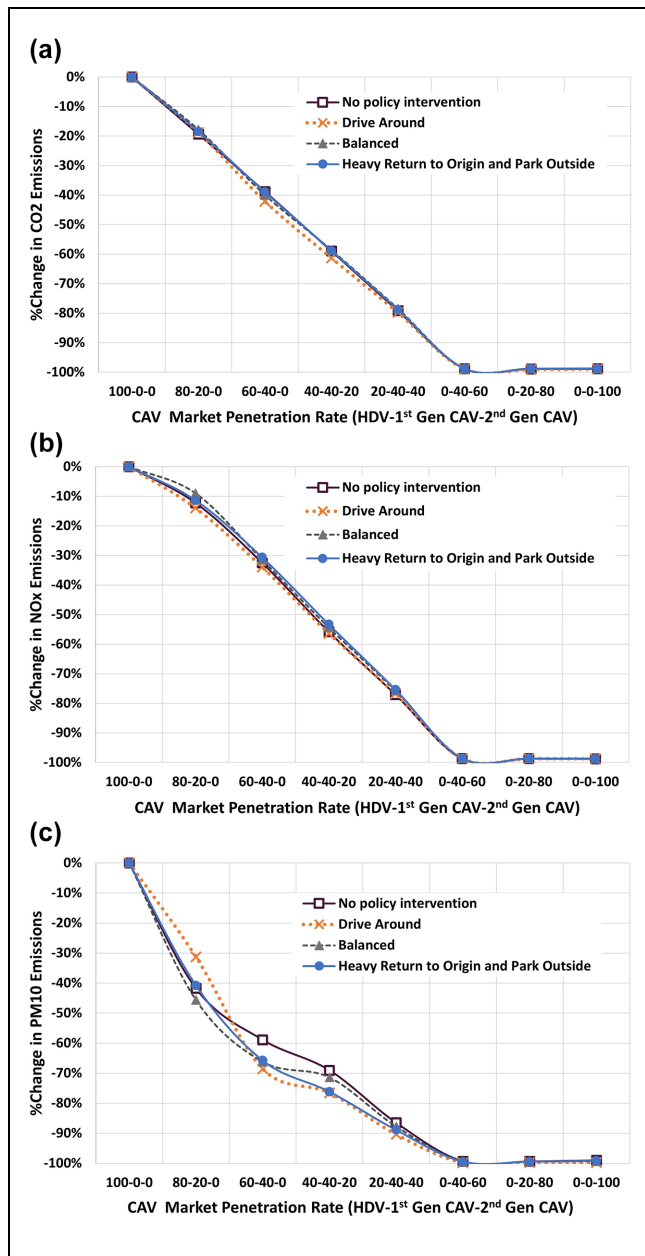 (a)
0%
-10%
-20%
-30%
-40%
-50%
-60%
-70%
-80%
-90%
-100%
%Change in CO2 Emissions
No policy intervention
Drive Around
Balanced
Heavy Return to Origin and Park Outside
100-0-0 80-20-0 60-40-0 40-40-20 20-40-40 0-40-60 0-20-80 0-0-100
CAV Market Penetration Rate (HDV-1st Gen CAV-2nd Gen CAV)
(b)
0%
-10%
-20%
-30%
-40%
-50%
-60%
-70%
-80%
-90%
-100%
%Change in NOx Emissions
No policy intervention
Drive Around
Balanced
Heavy Return to Origin and Park Outside
100-0-0 80-20-0 60-40-0 40-40-20 20-40-40 0-40-60 0-20-80 0-0-100
CAV Market Penetration Rate (HDV-1st Gen CAV-2nd Gen CAV)
(c)
0%
-10%
-20%
-30%
-40%
-50%
-60%
-70%
-80%
-90%
-100%
%Change in PM10 Emissions
No policy intervention
Drive Around
Balanced
Heavy Return to Origin and Park Outside
100-0-0 80-20-0 60-40-0 40-40-20 20-40-40 0-40-60 0-20-80 0-0-100
CAV Market Penetration Rate (HDV-1st Gen CAV-2nd Gen CAV)